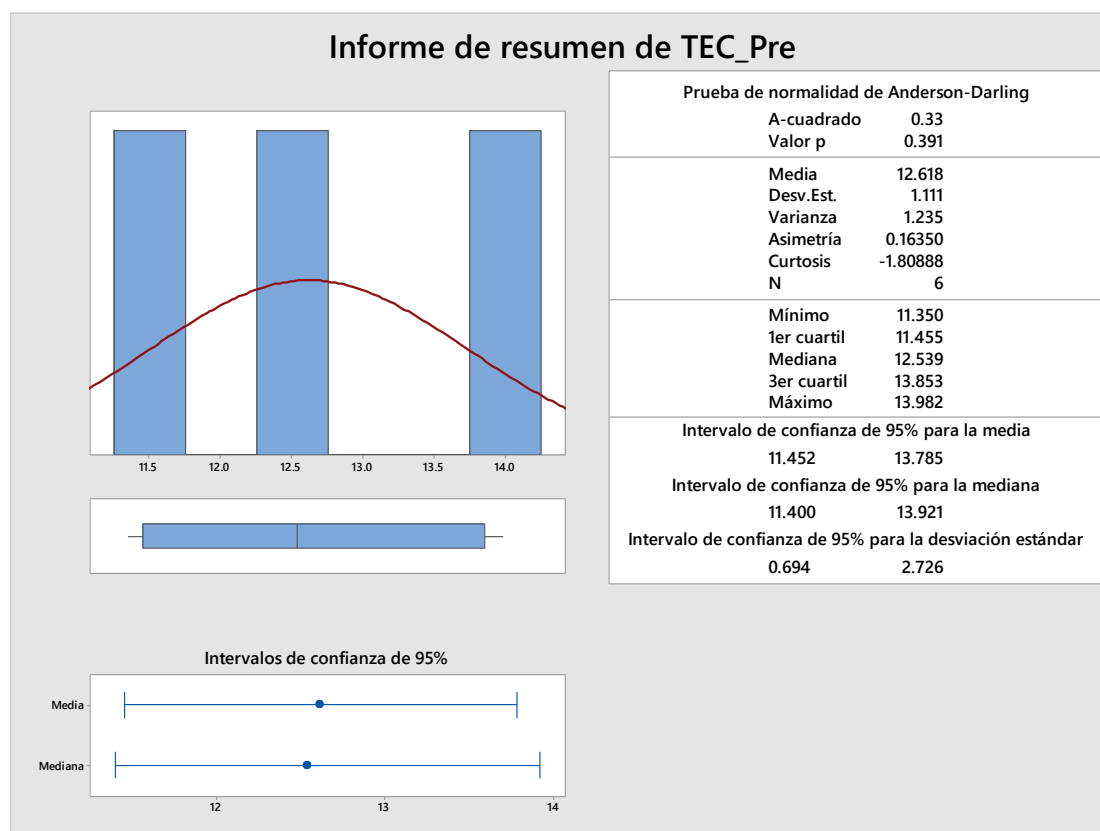 Informe de resumen de TEC_Pre
11.5 12.0 12.5 13.0 13.5 14.0
Intervalos de confianza de 95%
Media
Mediana
12 13 14
Prueba de normalidad de Anderson-Darling
A-cuadrado 0.33
Valor p 0.391
Media 12.618
Desv.Est. 1.111
Varianza 1.235
Asimetría 0.16350
Curtosis -1.80888
N 6
Mínimo 11.350
1er cuartil 11.455
Mediana 12.539
3er cuartil 13.853
Máximo 13.982
Intervalo de confianza de 95% para la media
11.452 13.785
Intervalo de confianza de 95% para la mediana
11.400 13.921
Intervalo de confianza de 95% para la desviación estándar
0.694 2.726